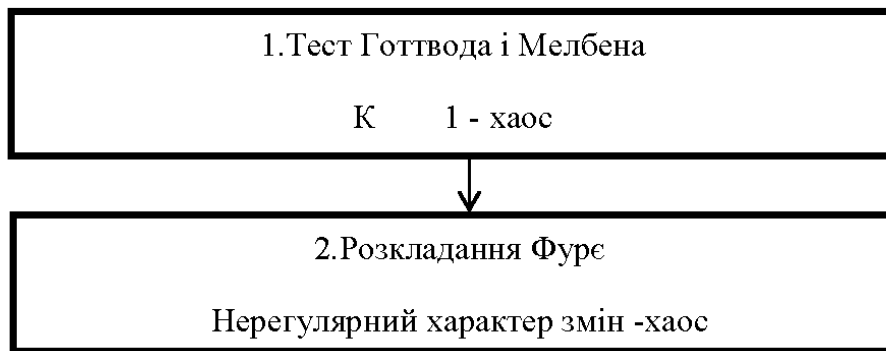 1.Тест Готтвода і Мелбена
К 1 - хаос
2.Розкладання Фурє
Нерегулярний характер змін -хаос